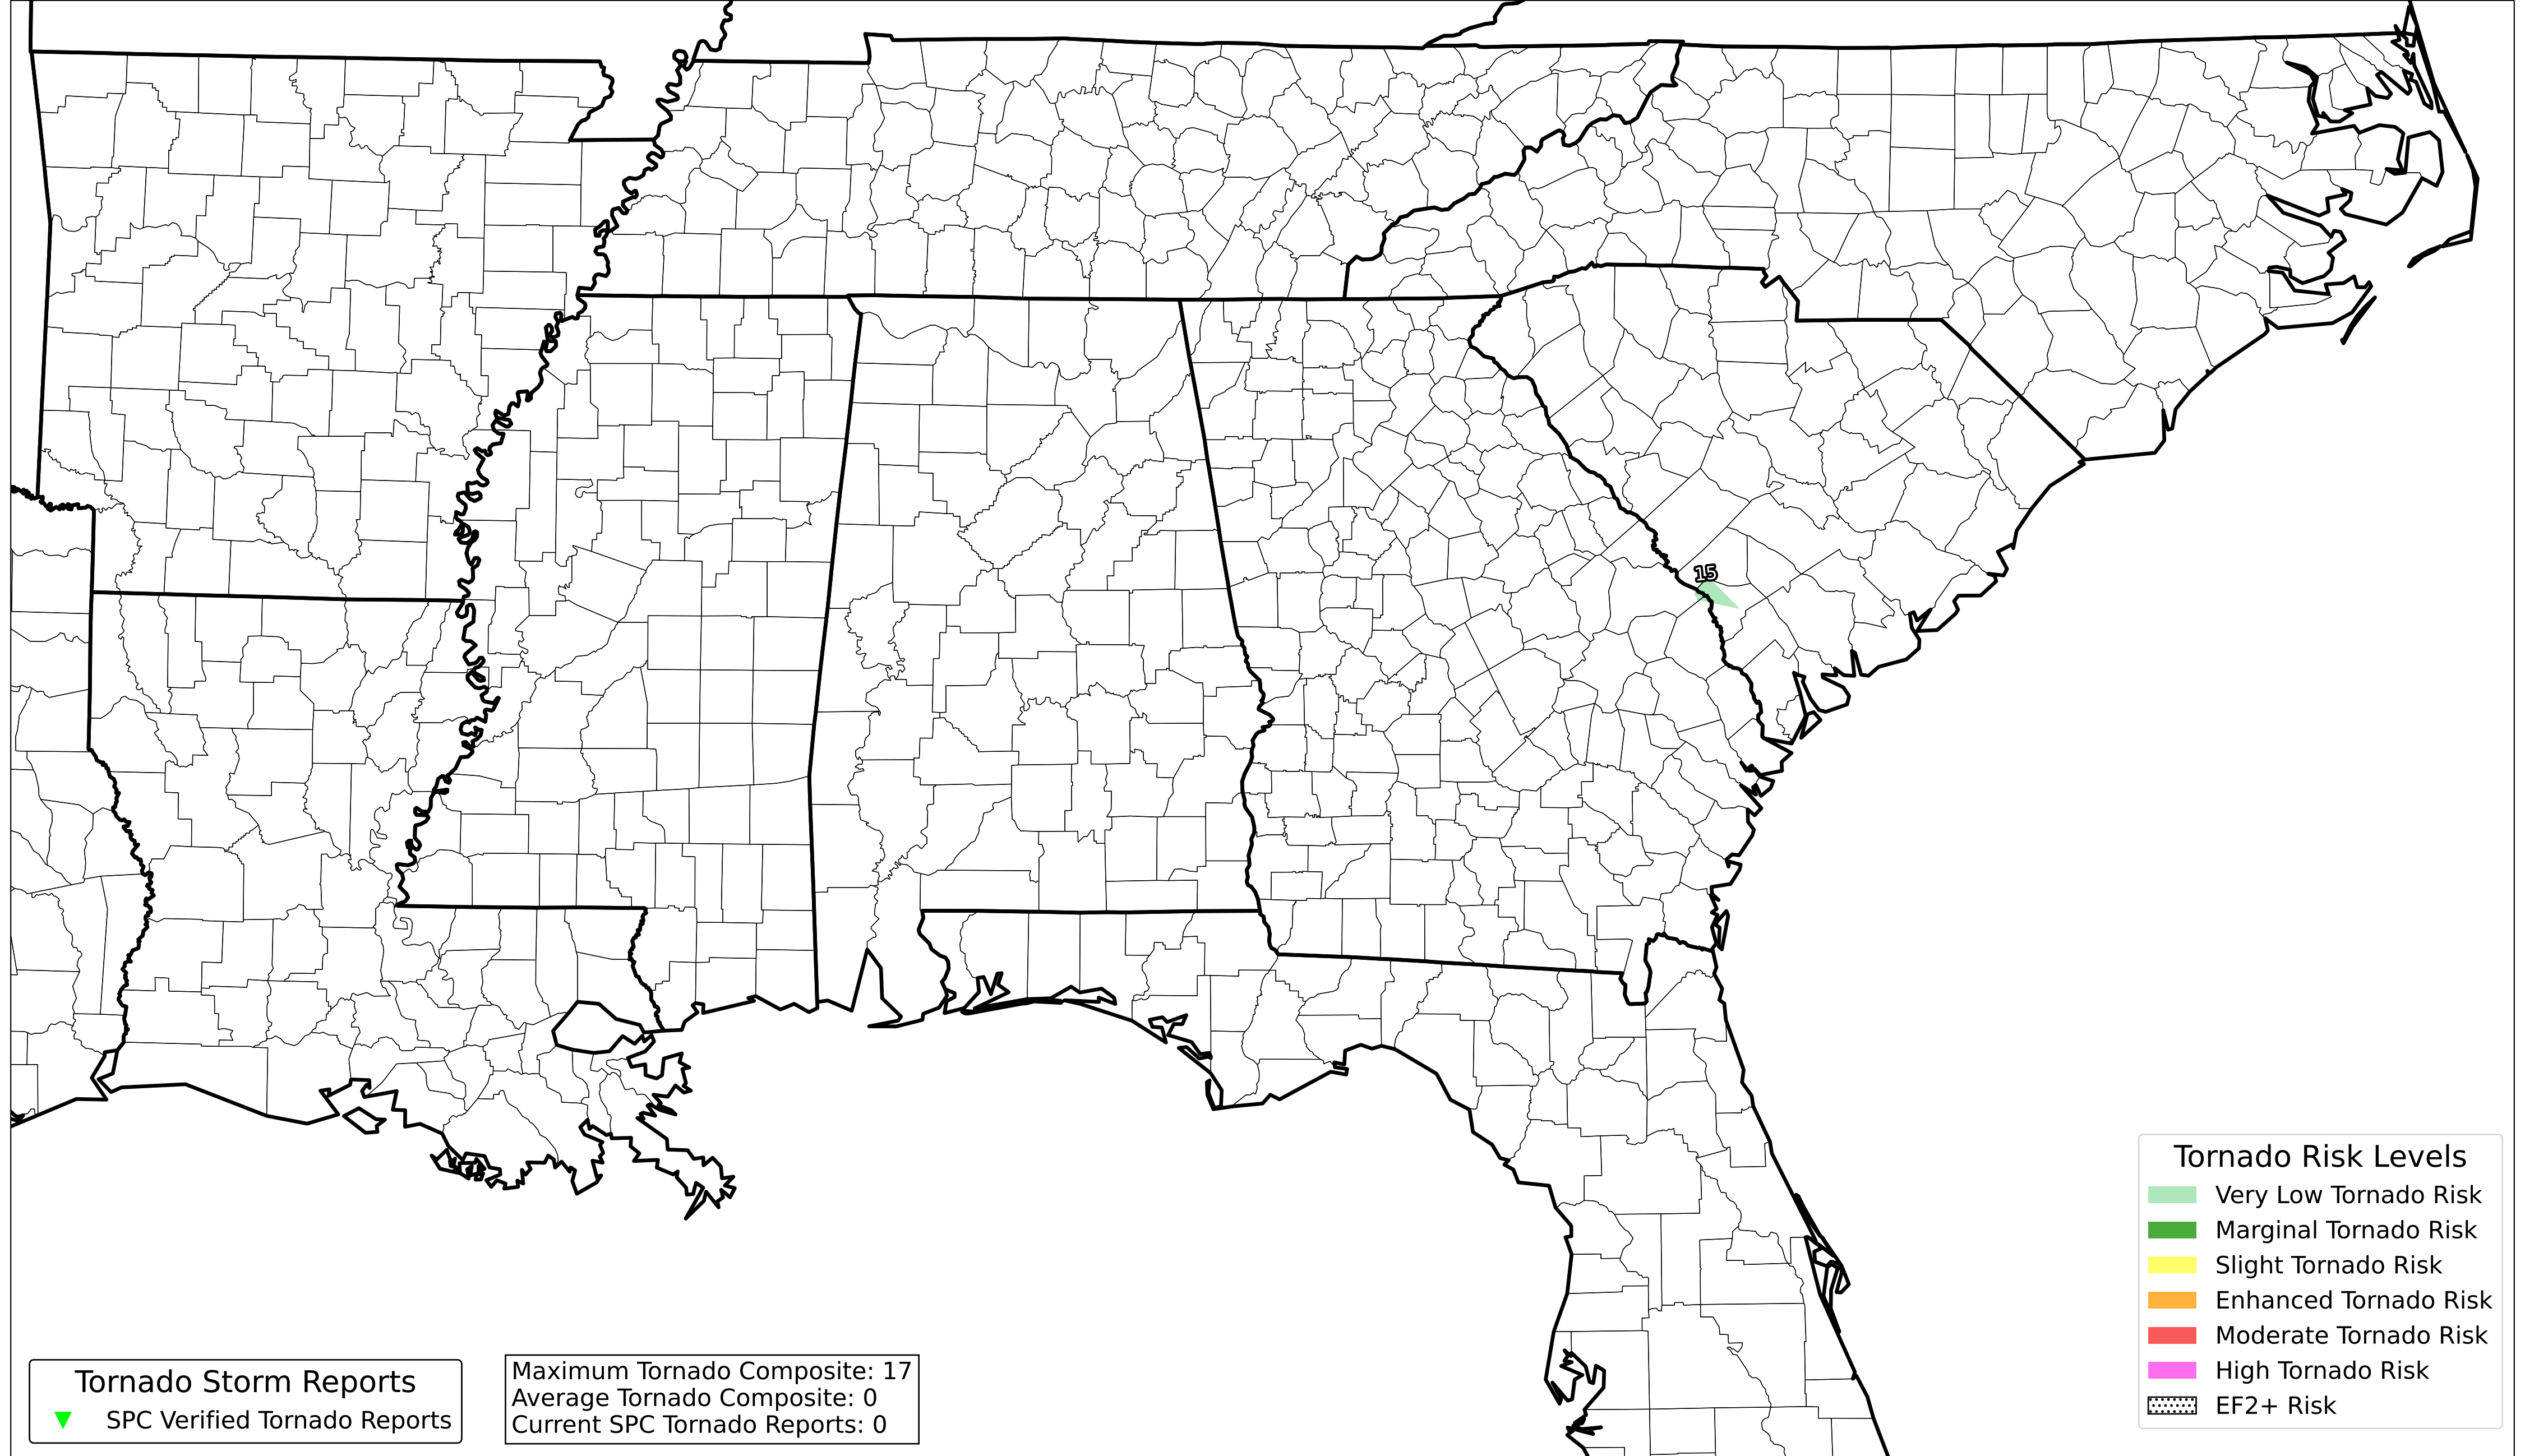 15
Tornado Risk Levels
Very Low Tornado Risk
Marginal Tornado Risk
Slight Tornado Risk
Enhanced Tornado Risk
Moderate Tornado Risk
High Tornado Risk
EF2+ Risk
Tornado Storm Reports
SPC Verified Tornado Reports
Maximum Tornado Composite: 17
Average Tornado Composite: 0
Current SPC Tornado Reports: 0